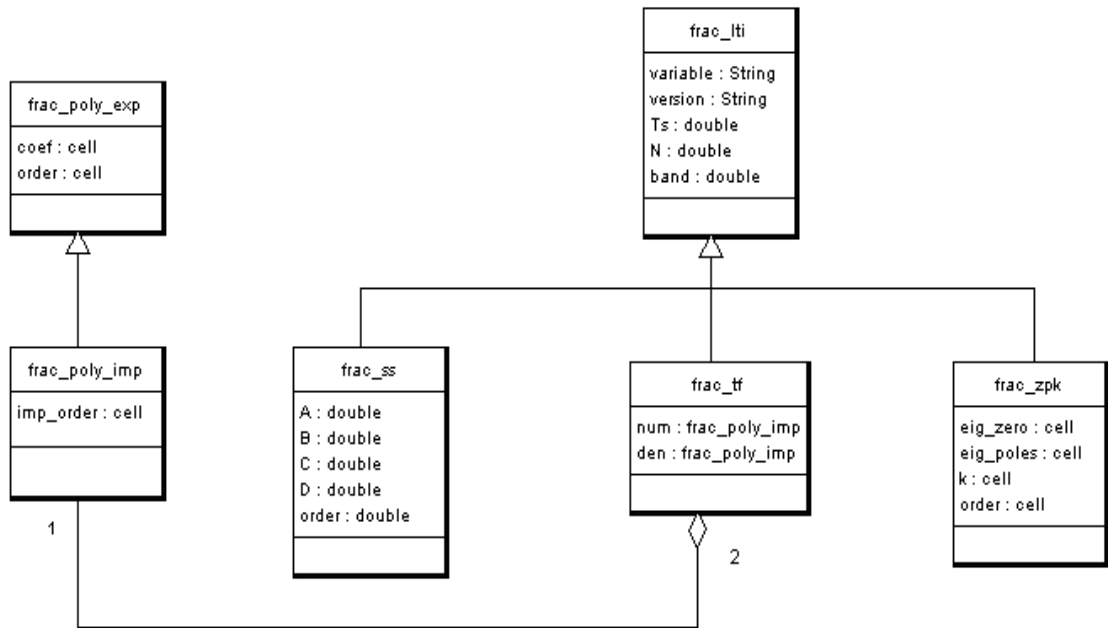 frac_lti
variable : String
version : String
Ts : double
N : double
band : double
frac_poly_exp
coef : cell
order : cell
frac_poly_imp
imp_order : cell
frac_ss
A : double
B : double
C : double
D : double
order : double
frac_tf
num : frac_poly_imp
den : frac_poly_imp
frac_zpk
eig_zero : cell
eig_poles : cell
k : cell
order : cell
1
2